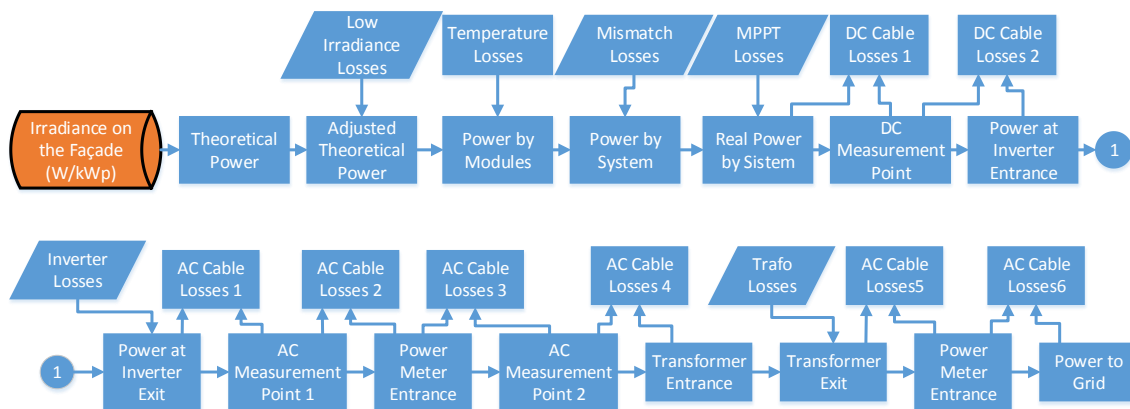 Low
Irradiance
Losses
Temperature
Losses
Mismatch
Losses
MPPT
Losses
DC Cable
Losses 1
DC Cable
Losses 2
Irradiance on
the Façade
(W/kWp)
Theoretical
Power
Adjusted
Theoretical
Power
Power by
Modules
Power by
System
Real Power
by Sistem
DC
Measurement
Point
Power at
Inverter
Entrance
1
Inverter
Losses
AC Cable
Losses 1
AC Cable
Losses 2
AC Cable
Losses 3
AC Cable
Losses 4
Trafo
Losses
AC Cable
Losses5
AC Cable
Losses6
1
Power at
Inverter
Exit
AC
Measurement
Point 1
Power
Meter
Entrance
AC
Measurement
Point 2
Transformer
Entrance
Transformer
Exit
Power
Meter
Entrance
Power to
Grid